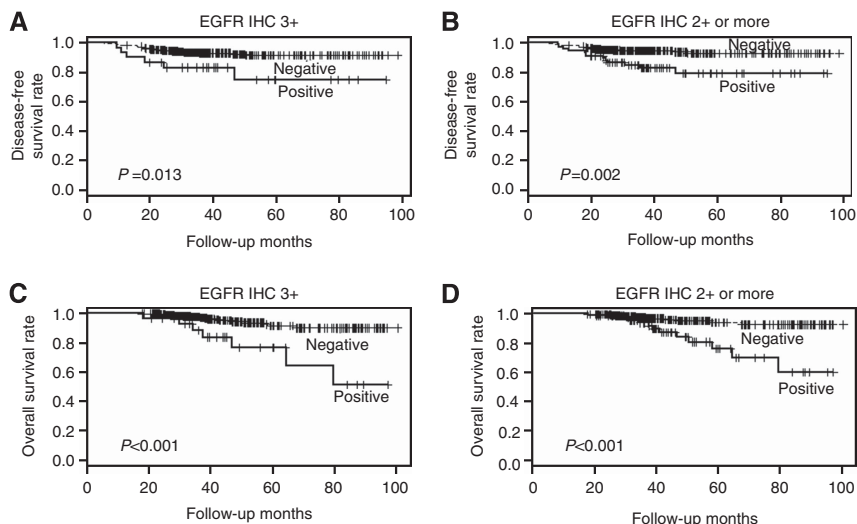 A
EGFR IHC 3+
Disease-free
survival rate
1.0
0.8
0.6
0.4
0.2
0.0
Negative
Positive
P =0.013
0 20 40 60 80 100
Follow-up months
B
EGFR IHC 2+ or more
Disease-free
survival rate
1.0
0.8
0.6
0.4
0.2
0.0
Negative
Positive
P=0.002
0 20 40 60 80 100
Follow-up months
C
EGFR IHC 3+
Overall survival rate
1.0
0.8
0.6
0.4
0.2
0.0
Negative
Positive
P<0.001
0 20 40 60 80 100
Follow-up months
D
EGFR IHC 2+ or more
Overall survival rate
1.0
0.8
0.6
0.4
0.2
0.0
Negative
Positive
P<0.001
0 20 40 60 80 100
Follow-up months